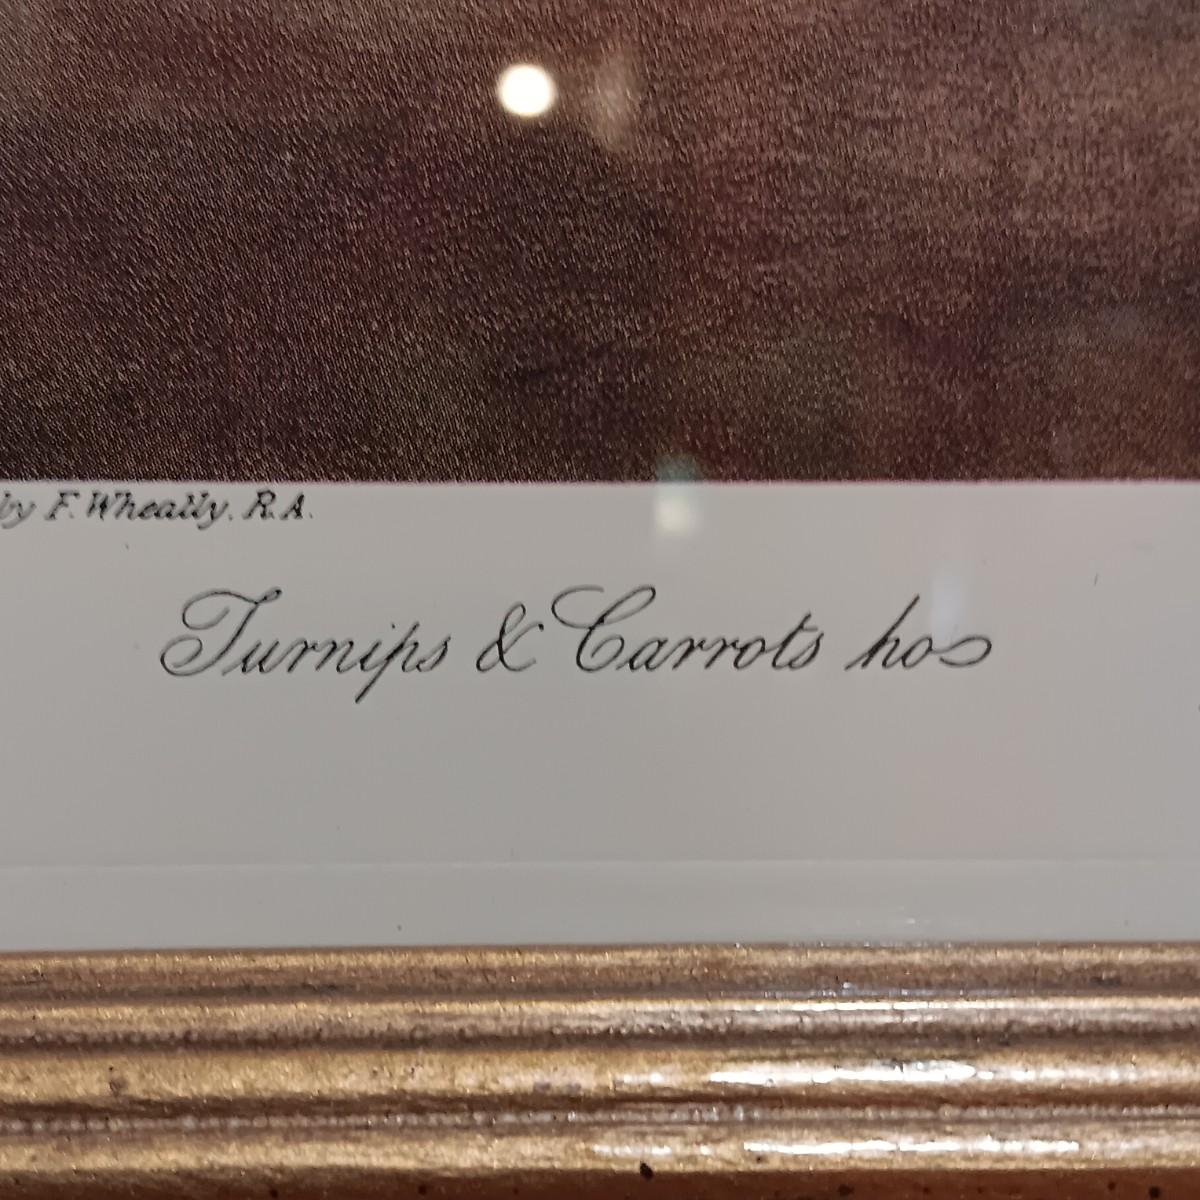 by F. Wheatly. R.A.
Turnips & Carrots ho